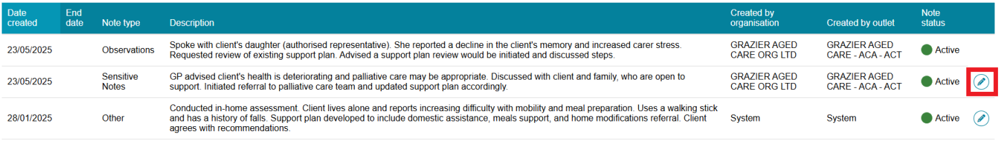 Date created
End date
Note type
Description
Created by organisation
Created by outlet
Note status
23/05/2025
Observations
Spoke with client's daughter (authorised representative). She reported a decline in the client's memory and increased carer stress.
Requested review of existing support plan. Advised a support plan review would be initiated and discussed steps.
GRAZIER AGED
CARE ORG LTD
GRAZIER AGED
CARE - ACA - ACT
Active
23/05/2025
Sensitive
Notes
GP advised client's health is deteriorating and palliative care may be appropriate. Discussed with client and family, who are open to
support. Initiated referral to palliative care team and updated support plan accordingly.
GRAZIER AGED
CARE ORG LTD
GRAZIER AGED
CARE - ACA - ACT
Active
28/01/2025
Other
Conducted in-home assessment. Client lives alone and reports increasing difficulty with mobility and meal preparation. Uses a walking stick
and has a history of falls. Support plan developed to include domestic assistance, meals support, and home modifications referral. Client
agrees with recommendations.
System
System
Active